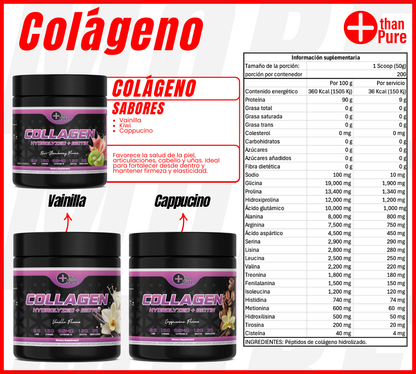 Colágeno
than
Pure
COLÁGENO
SABORES
Vainilla
Kiwi
Cappucino
Favorece la salud de la piel,
articulaciones, cabello y uñas. Ideal
para fortalecer desde dentro y
mantener firmeza y elasticidad.
COLLAGEN
HYDROLYZED + BIOTIN
Kiwi Strawberry Flavor
Vainilla
Cappucino
COLLAGEN
HYDROLYZED + BIOTIN
Vanilla Flavor
COLLAGEN
HYDROLYZED + BIOTIN
Cappuccino Flavor
Información suplementaria
Tamaño de la porción: 1 Scoop (50g)
porción por contenedor 200
Por 100 g Por servicio
Contenido energético 360 Kcal (1505 Kj) 36 Kcal (150 Kj)
Proteína 90 g 9 g
Grasa total 0 g 0 g
Grasa saturada 0 g 0 g
Grasa trans 0 g 0 g
Colesterol 0 mg 0 mg
Carbohidratos 0 g 0 g
Azúcares 0 g 0 g
Azúcares añadidos 0 g 0 g
Fibra dietética 0 g 0 g
Sodio 100 mg 10 mg
Glicina 19,000 mg 1,900 mg
Prolina 13,400 mg 1,340 mg
Hidroxiprolina 12,000 mg 1,200 mg
Ácido glutámico 10,000 mg 1,000 mg
Alanina 8,000 mg 800 mg
Arginina 7,500 mg 750 mg
Ácido aspártico 4,500 mg 450 mg
Serina 2,900 mg 290 mg
Lisina 2,800 mg 280 mg
Leucina 2,500 mg 250 mg
Valina 2,200 mg 220 mg
Treonina 1,800 mg 180 mg
Fenilalanina 1,500 mg 150 mg
Isoleucina 1,200 mg 120 mg
Histidina 740 mg 74 mg
Metionina 600 mg 60 mg
Hidroxilisina 500 mg 50 mg
Tirosina 200 mg 20 mg
Cisteína 40 mg 4 mg
INGREDIENTES: Péptidos de colágeno hidrolizado.